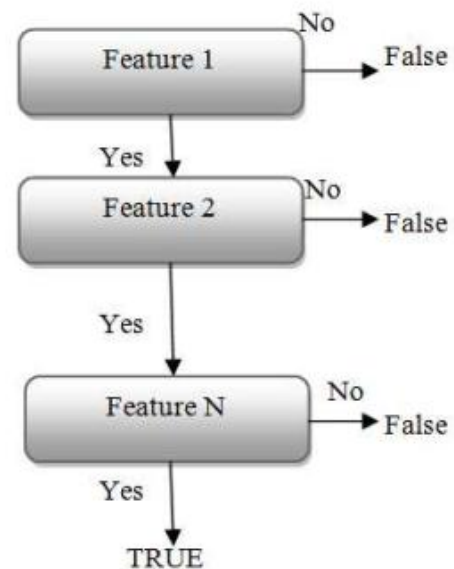 No
Feature 1
False
Yes
No
Feature 2
False
Yes
No
Feature N
False
Yes
TRUE